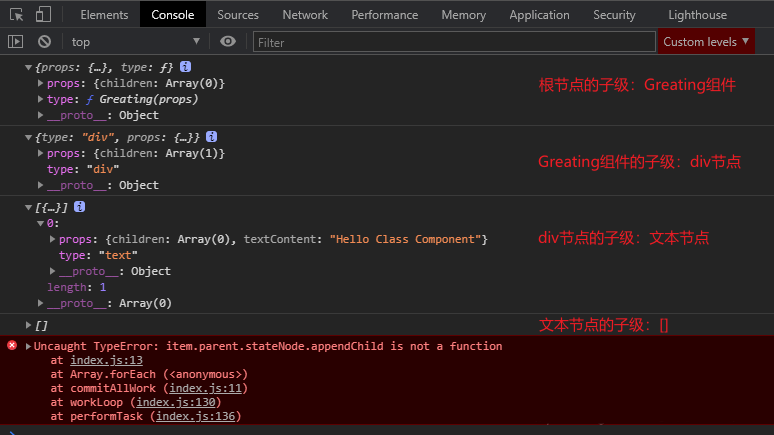 Elements Console Sources Network Performance Memory Application Security Lighthouse
top Filter Custom levels
{props: {…}, type: ƒ} i
props: {children: Array(0)} 根节点的子级：Greating组件
type: ƒ Greating(props)
__proto__: Object
{type: "div", props: {…}} i
props: {children: Array(1)} Greating组件的子级：div节点
type: "div"
__proto__: Object
[{…}] i
0:
props: {children: Array(0), textContent: "Hello Class Component"} div节点的子级：文本节点
type: "text"
__proto__: Object
length: 1
__proto__: Array(0)
[] 文本节点的子级：[]
Uncaught TypeError: item.parent.stateNode.appendChild is not a function
at index.js:13
at Array.forEach (<anonymous>)
at commitAllWork (index.js:11)
at workLoop (index.js:130)
at performTask (index.js:136)